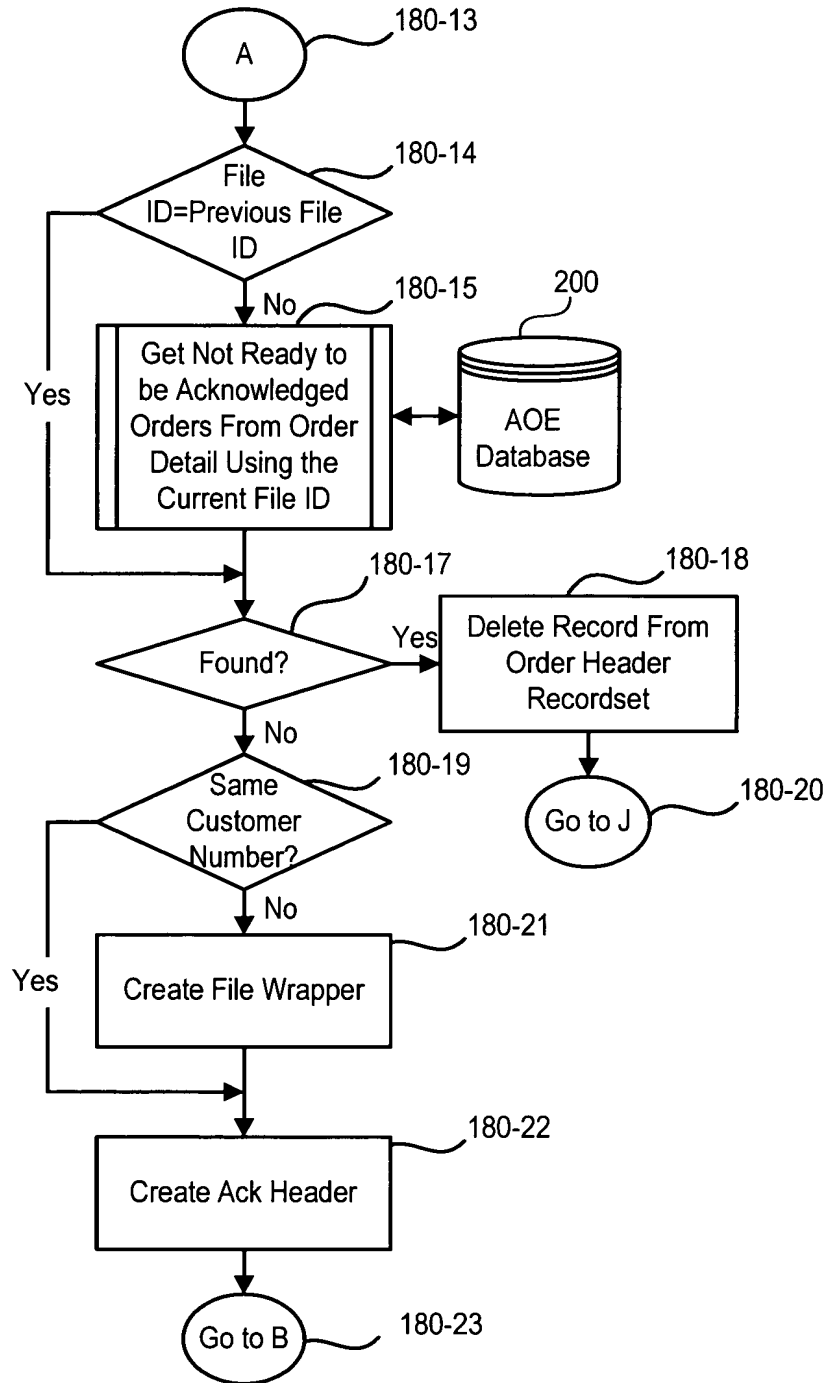 A
180-13
180-14
File
ID=Previous File
ID
No
180-15
200
Yes
Get Not Ready to
be Acknowledged
Orders From Order
Detail Using the
Current File ID
AOE
Database
180-17
180-18
Found?
Yes
Delete Record From
Order Header
Recordset
No
180-19
Same
Customer
Number?
Go to J
180-20
No
180-21
Yes
Create File Wrapper
180-22
Create Ack Header
Go to B
180-23